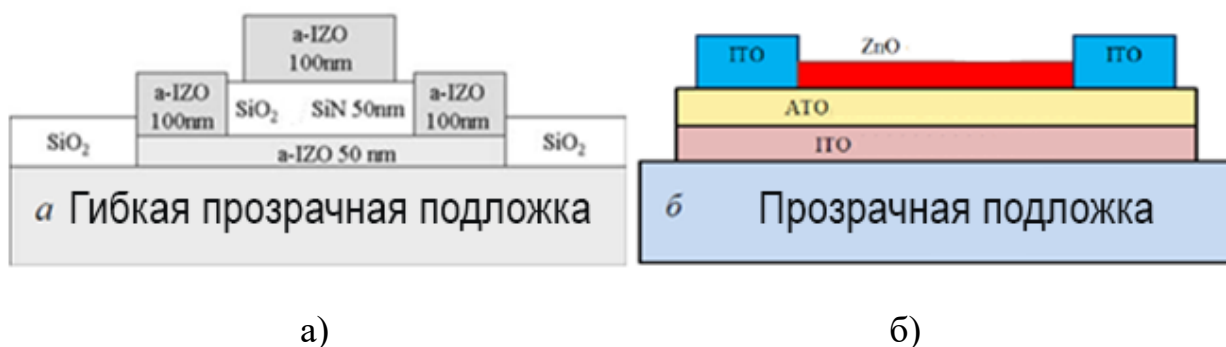 a-IZO
100nm
a-IZO
100nm
SiO₂ SiN 50nm
a-IZO
100nm
SiO₂
a-IZO 50 nm
SiO₂
а Гибкая прозрачная подложка
ITO
ZnO
ITO
ATO
ITO
б Прозрачная подложка
а)
б)